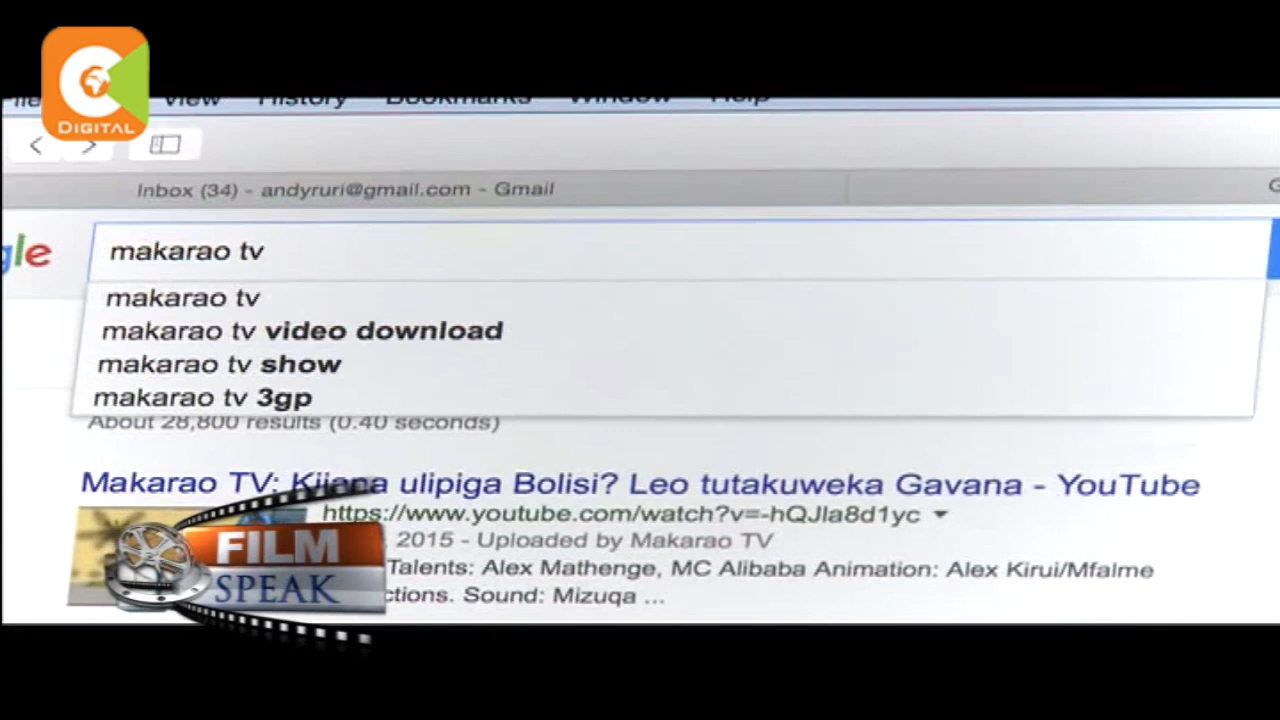 DIGITAL
View History Bookmarks Window Help
Inbox (34) - andyruri@gmail.com - Gmail
gle
makarao tv
makarao tv
makarao tv video download
makarao tv show
makarao tv 3gp
About 28,800 results (0.40 seconds)
Makarao TV: Kijana ulipiga Bolisi? Leo tutakuweka Gavana - YouTube
https://www.youtube.com/watch?v=-hQJla8d1yc
2015 - Uploaded by Makarao TV
Talents: Alex Mathenge, MC Alibaba Animation: Alex Kirui/Mfalme
ctions. Sound: Mizuqa ...
FILM
SPEAK